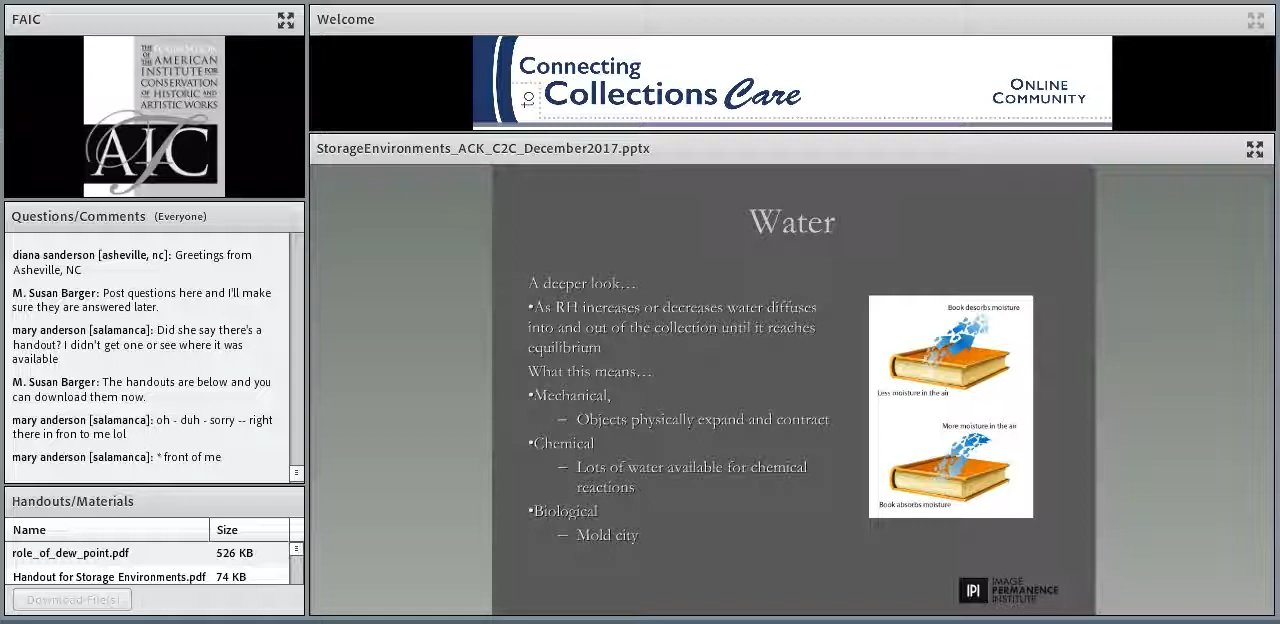 FAIC
THE FOUNDATION
OF THE
AMERICAN
INSTITUTE FOR
CONSERVATION
OF HISTORIC AND
ARTISTIC WORKS
AIC
Welcome
Connecting
to Collections Care
ONLINE
COMMUNITY
StorageEnvironments_ACK_C2C_December2017.pptx
Questions/Comments (Everyone)
diana sanderson [asheville, nc]: Greetings from
Asheville, NC
M. Susan Barger: Post questions here and I'll make
sure they are answered later.
mary anderson [salamanca]: Did she say there's a
handout? I didn't get one or see where it was
available
M. Susan Barger: The handouts are below and you
can download them now.
mary anderson [salamanca]: oh - duh - sorry -- right
there in fron to me lol
mary anderson [salamanca]: * front of me
Handouts/Materials
Name Size
role_of_dew_point.pdf 526 KB
Handout for Storage Environments.pdf 74 KB
Download File(s)
Water
A deeper look…
•As RH increases or decreases water diffuses
into and out of the collection until it reaches
equilibrium
What this means…
•Mechanical,
– Objects physically expand and contract
•Chemical
– Lots of water available for chemical
reactions
•Biological
– Mold city
Book desorbs moisture
Less moisture in the air
More moisture in the air
Book absorbs moisture
IPI
IMAGE
PERMANENCE
INSTITUTE